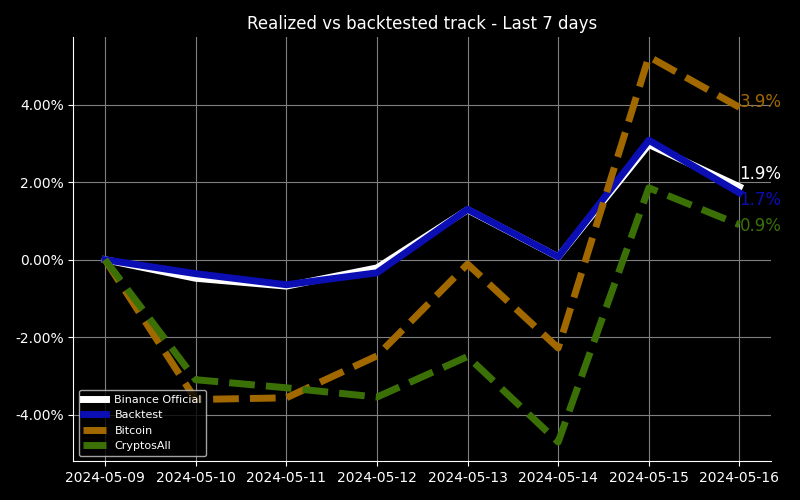 Realized vs backtested track - Last 7 days
4.00%
2.00%
0.00%
-2.00%
-4.00%
3.9%
1.9%
1.7%
0.9%
Binance Official
Backtest
Bitcoin
CryptosAll
2024-05-09 2024-05-10 2024-05-11 2024-05-12 2024-05-13 2024-05-14 2024-05-15 2024-05-16